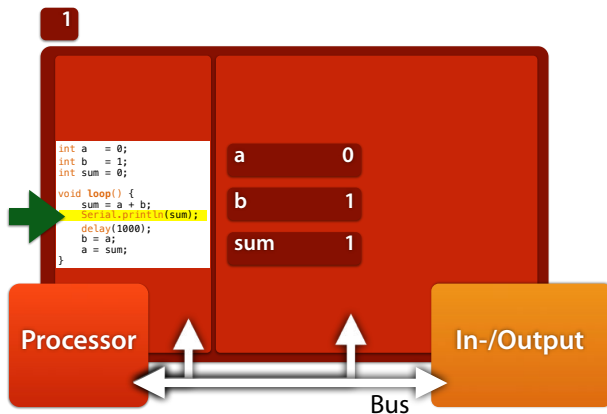 1
int a   = 0;
int b   = 1;
int sum = 0;
void loop() {
sum = a + b;
Serial.println(sum);
delay(1000);
b = a;
a = sum;
}
a 0
b 1
sum 1
Processor
In-/Output
Bus